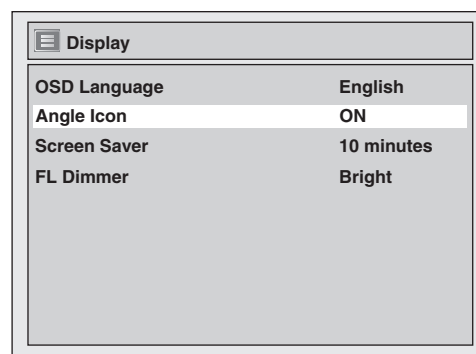 Display
OSD Language English
Angle Icon ON
Screen Saver 10 minutes
FL Dimmer Bright